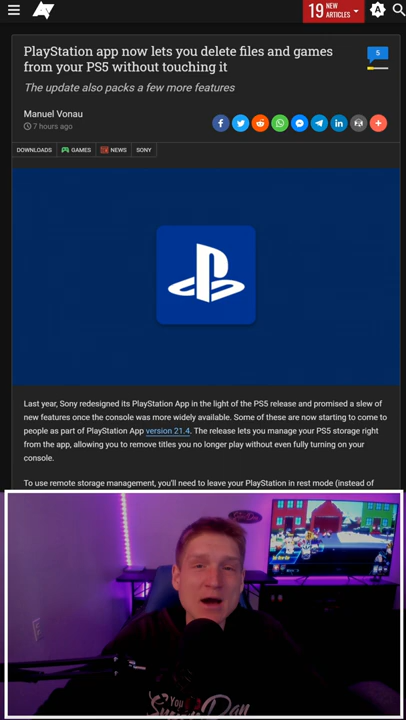 19 NEW
ARTICLES
A
PlayStation app now lets you delete files and games
from your PS5 without touching it
5
The update also packs a few more features
Manuel Vonau
7 hours ago
DOWNLOADS GAMES NEWS SONY
Last year, Sony redesigned its PlayStation App in the light of the PS5 release and promised a slew of
new features once the console was more widely available. Some of these are now starting to come to
people as part of PlayStation App version 21.4. The release lets you manage your PS5 storage right
from the app, allowing you to remove titles you no longer play without even fully turning on your
console.
To use remote storage management, you'll need to leave your PlayStation in rest mode (instead of
You